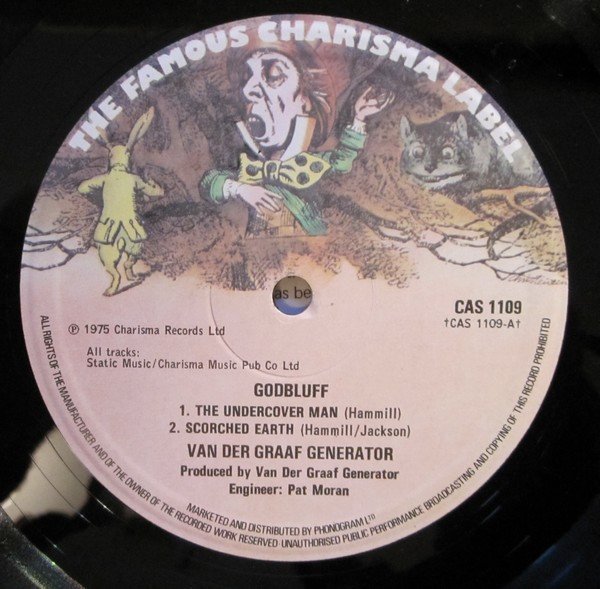 THE FAMOUS CHARISMA LABEL
as be
CAS 1109
†CAS 1109-A†
℗ 1975 Charisma Records Ltd
All tracks:
Static Music/Charisma Music Pub Co Ltd
GODBLUFF
1. THE UNDERCOVER MAN (Hammill)
2. SCORCHED EARTH (Hammill/Jackson)
VAN DER GRAAF GENERATOR
Produced by Van Der Graaf Generator
Engineer: Pat Moran
MARKETED AND DISTRIBUTED BY PHONOGRAM LTD
ALL RIGHTS OF THE MANUFACTURER AND OF THE OWNER OF THE RECORDED WORK RESERVED UNAUTHORISED PUBLIC PERFORMANCE BROADCASTING AND COPYING OF THIS RECORD PROHIBITED